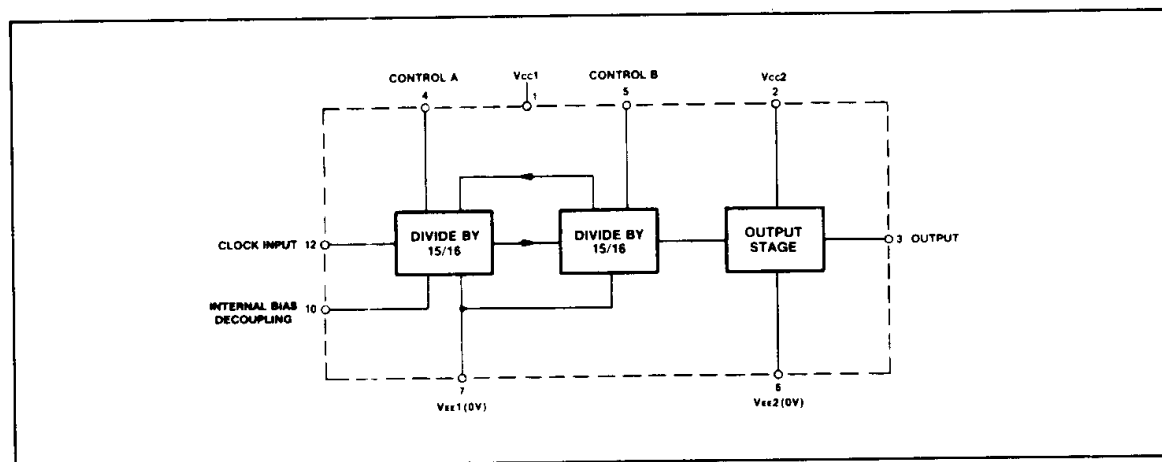 CONTROL A
4
Vcc1
1
CONTROL B
5
Vcc2
2
CLOCK INPUT 12
DIVIDE BY
15/16
DIVIDE BY
15/16
OUTPUT
STAGE
3 OUTPUT
INTERNAL BIAS
DECOUPLING
10
7
VEE1 (0V)
6
VEE2 (0V)